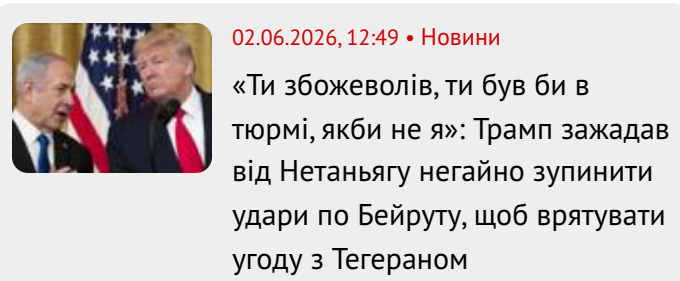 02.06.2026, 12:49 • Новини
«Ти збожеволів, ти був би в
тюрмі, якби не я»: Трамп зажадав
від Нетаньягу негайно зупинити
удари по Бейруту, щоб врятувати
угоду з Тегераном